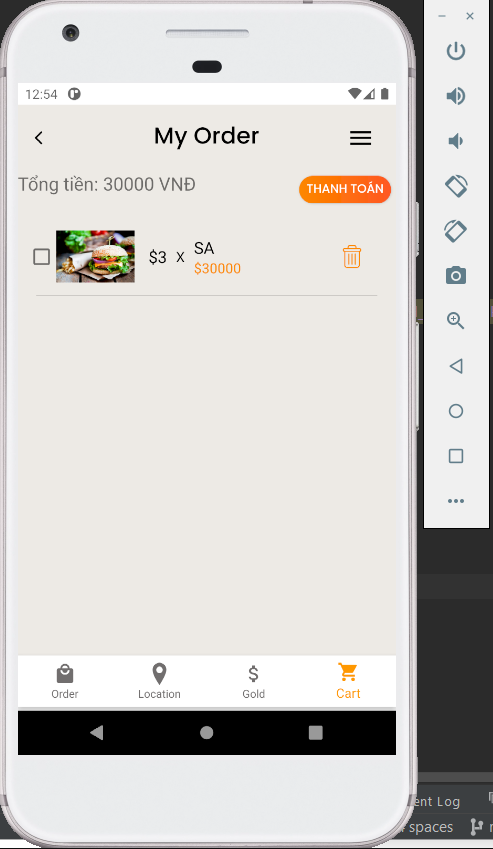 12:54
My Order
Tổng tiền: 30000 VNĐ
THANH TOÁN
$3 X SA
$30000
Order Location Gold Cart
ent Log
spaces